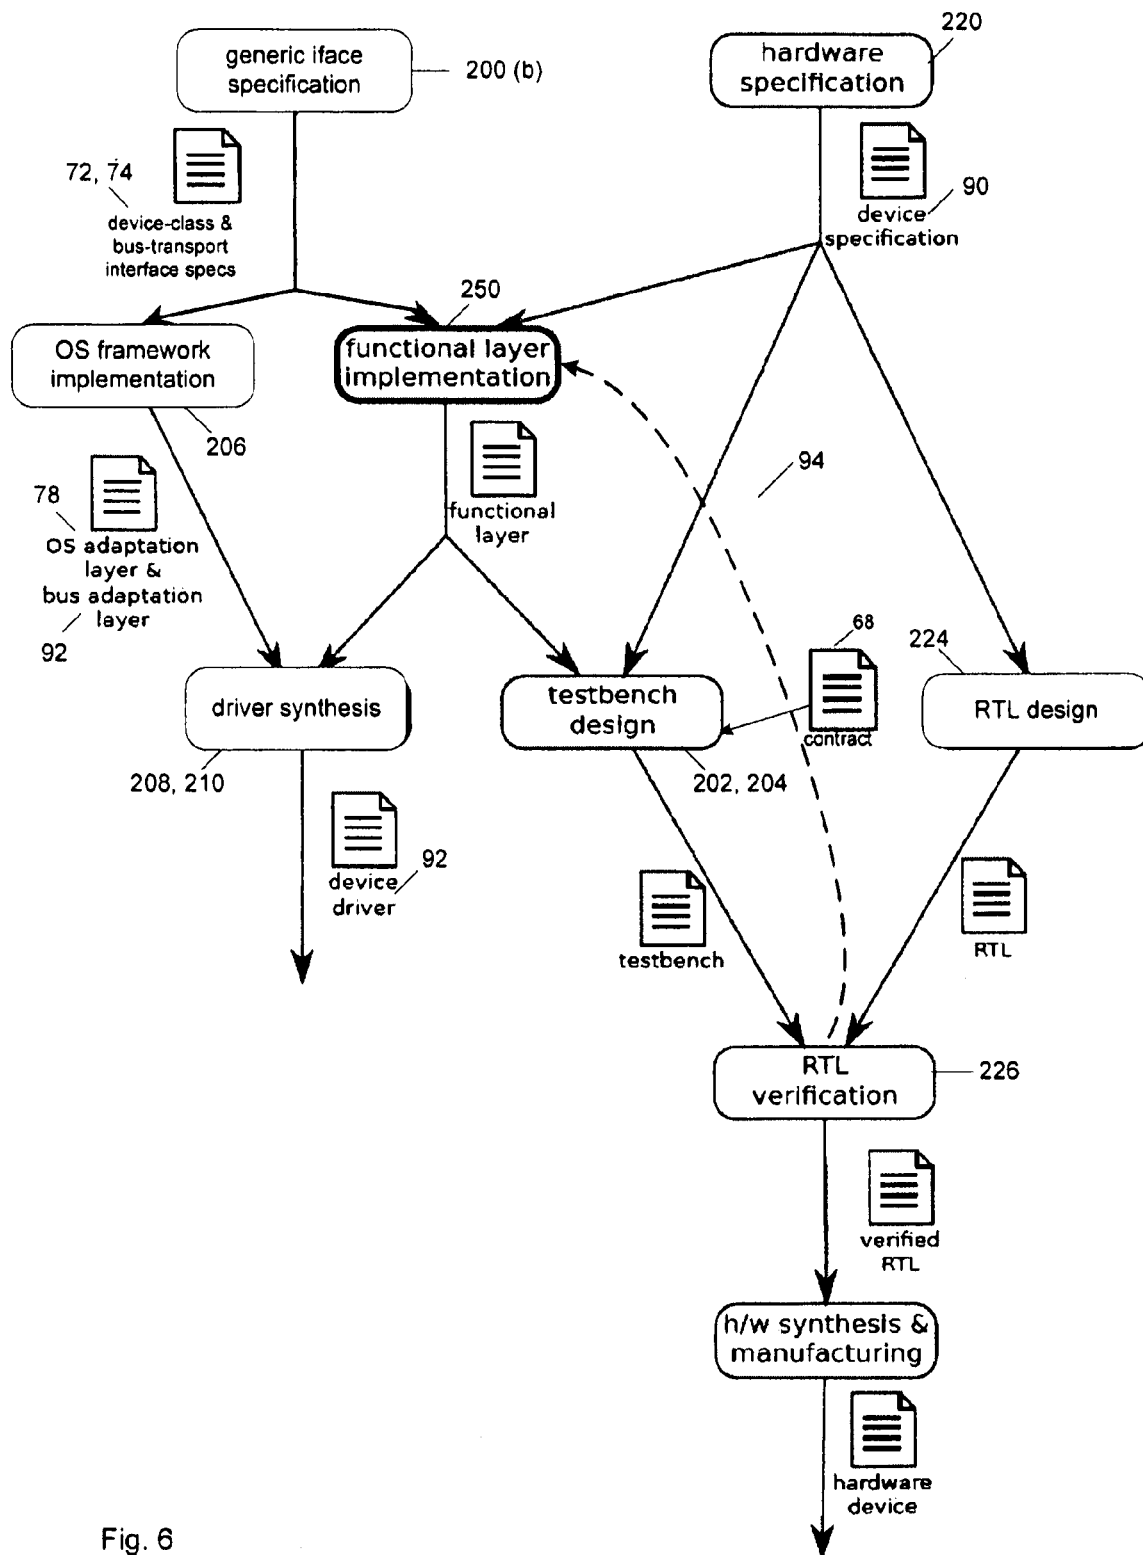 generic iface
specification
200 (b)
hardware
specification
220
72, 74
device-class &
bus-transport
interface specs
device
specification
90
250
OS framework
implementation
functional layer
implementation
206
78
OS adaptation
layer &
bus adaptation
layer
92
functional
layer
94
68
contract
224
driver synthesis
testbench
design
RTL design
208, 210
202, 204
device
driver
92
testbench
RTL
RTL
verification
226
verified
RTL
h/w synthesis &
manufacturing
hardware
device
Fig. 6